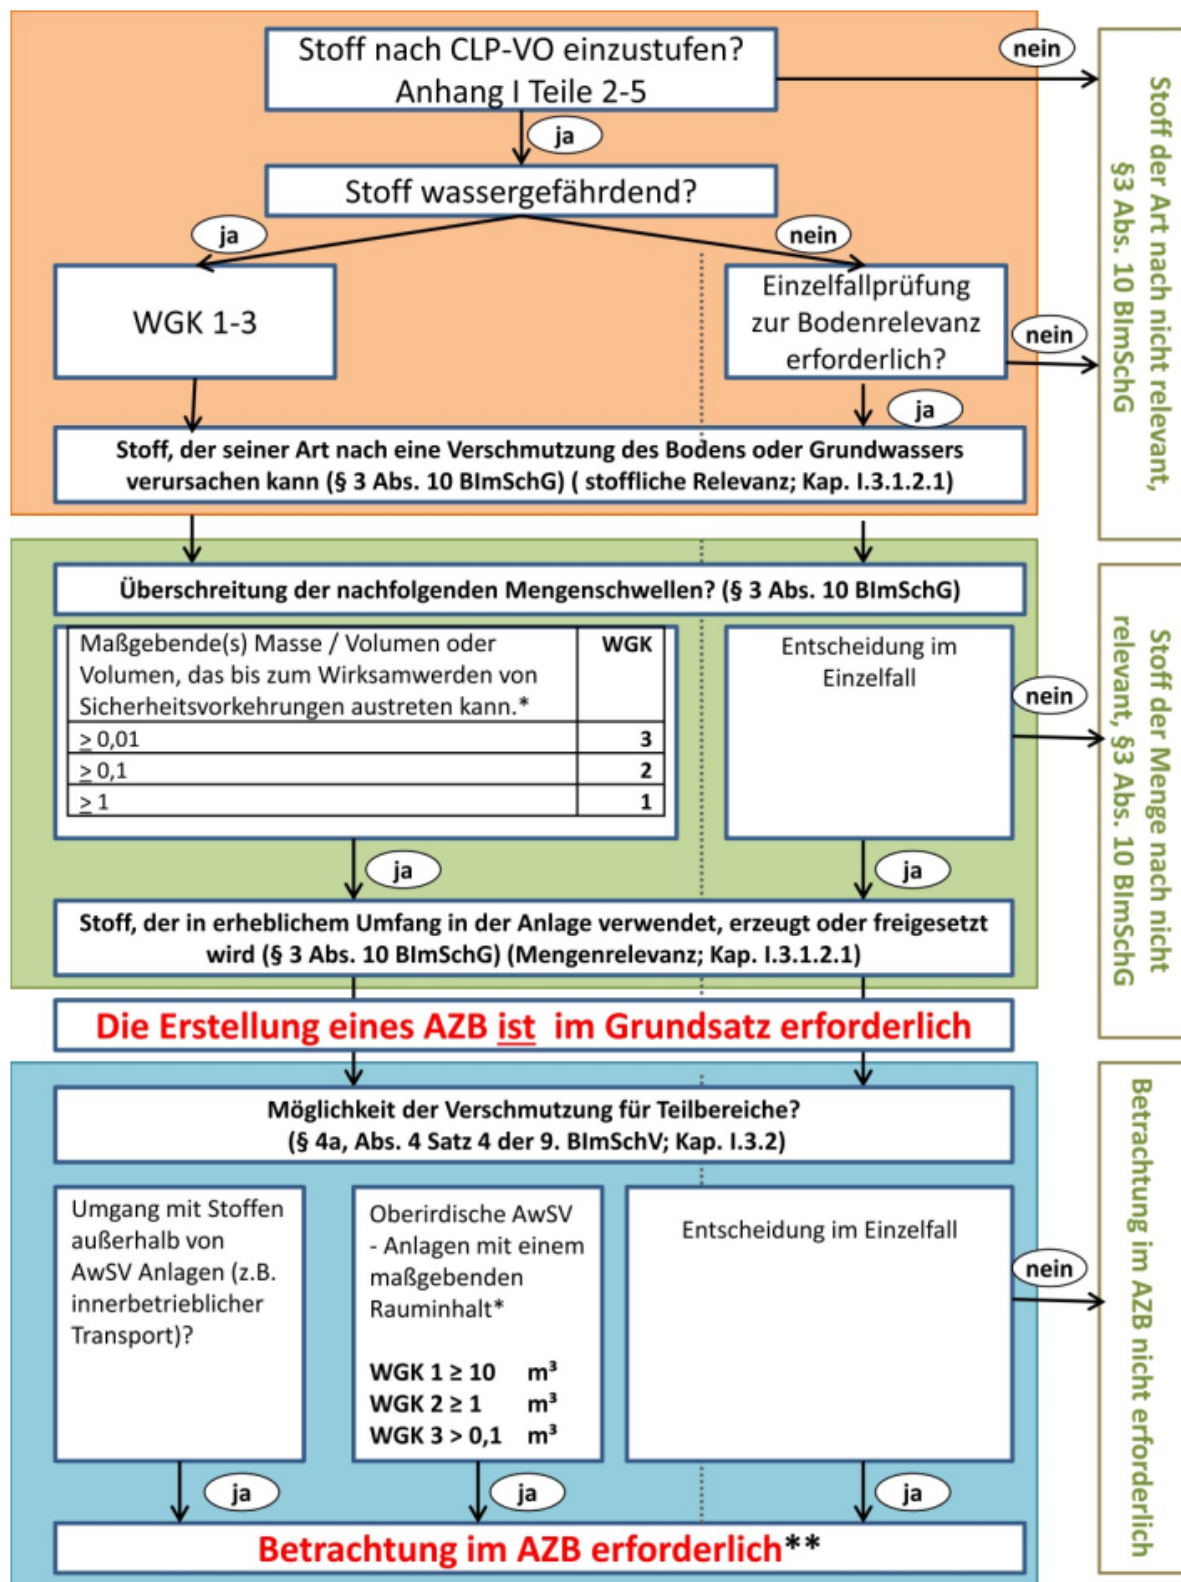 Stoff nach CLP-VO einzustufen?
Anhang I Teile 2-5
nein
ja
Stoff wassergefährdend?
ja
nein
WGK 1-3
Einzelfallprüfung
zur Bodenrelevanz
erforderlich?
nein
ja
Stoff der Art nach nicht relevant,
§3 Abs. 10 BImSchG
Stoff, der seiner Art nach eine Verschmutzung des Bodens oder Grundwassers
verursachen kann (§ 3 Abs. 10 BImSchG) ( stoffliche Relevanz; Kap. I.3.1.2.1)
Überschreitung der nachfolgenden Mengenschwellen? (§ 3 Abs. 10 BImSchG)
Maßgebende(s) Masse / Volumen oder
Volumen, das bis zum Wirksamwerden von
Sicherheitsvorkehrungen austreten kann.*
WGK
≥ 0,01 3
≥ 0,1 2
≥ 1 1
Entscheidung im
Einzelfall
nein
ja
ja
Stoff der Menge nach nicht
relevant, §3 Abs. 10 BImSchG
Stoff, der in erheblichem Umfang in der Anlage verwendet, erzeugt oder freigesetzt
wird (§ 3 Abs. 10 BImSchG) (Mengenrelevanz; Kap. I.3.1.2.1)
Die Erstellung eines AZB ist im Grundsatz erforderlich
Möglichkeit der Verschmutzung für Teilbereiche?
(§ 4a, Abs. 4 Satz 4 der 9. BImSchV; Kap. I.3.2)
Umgang mit Stoffen
außerhalb von
AwSV Anlagen (z.B.
innerbetrieblicher
Transport)?
Oberirdische AwSV
- Anlagen mit einem
maßgebenden
Rauminhalt*
WGK 1 ≥ 10 m³
WGK 2 ≥ 1 m³
WGK 3 > 0,1 m³
Entscheidung im Einzelfall
nein
ja
ja
ja
Betrachtung im AZB nicht erforderlich
Betrachtung im AZB erforderlich**